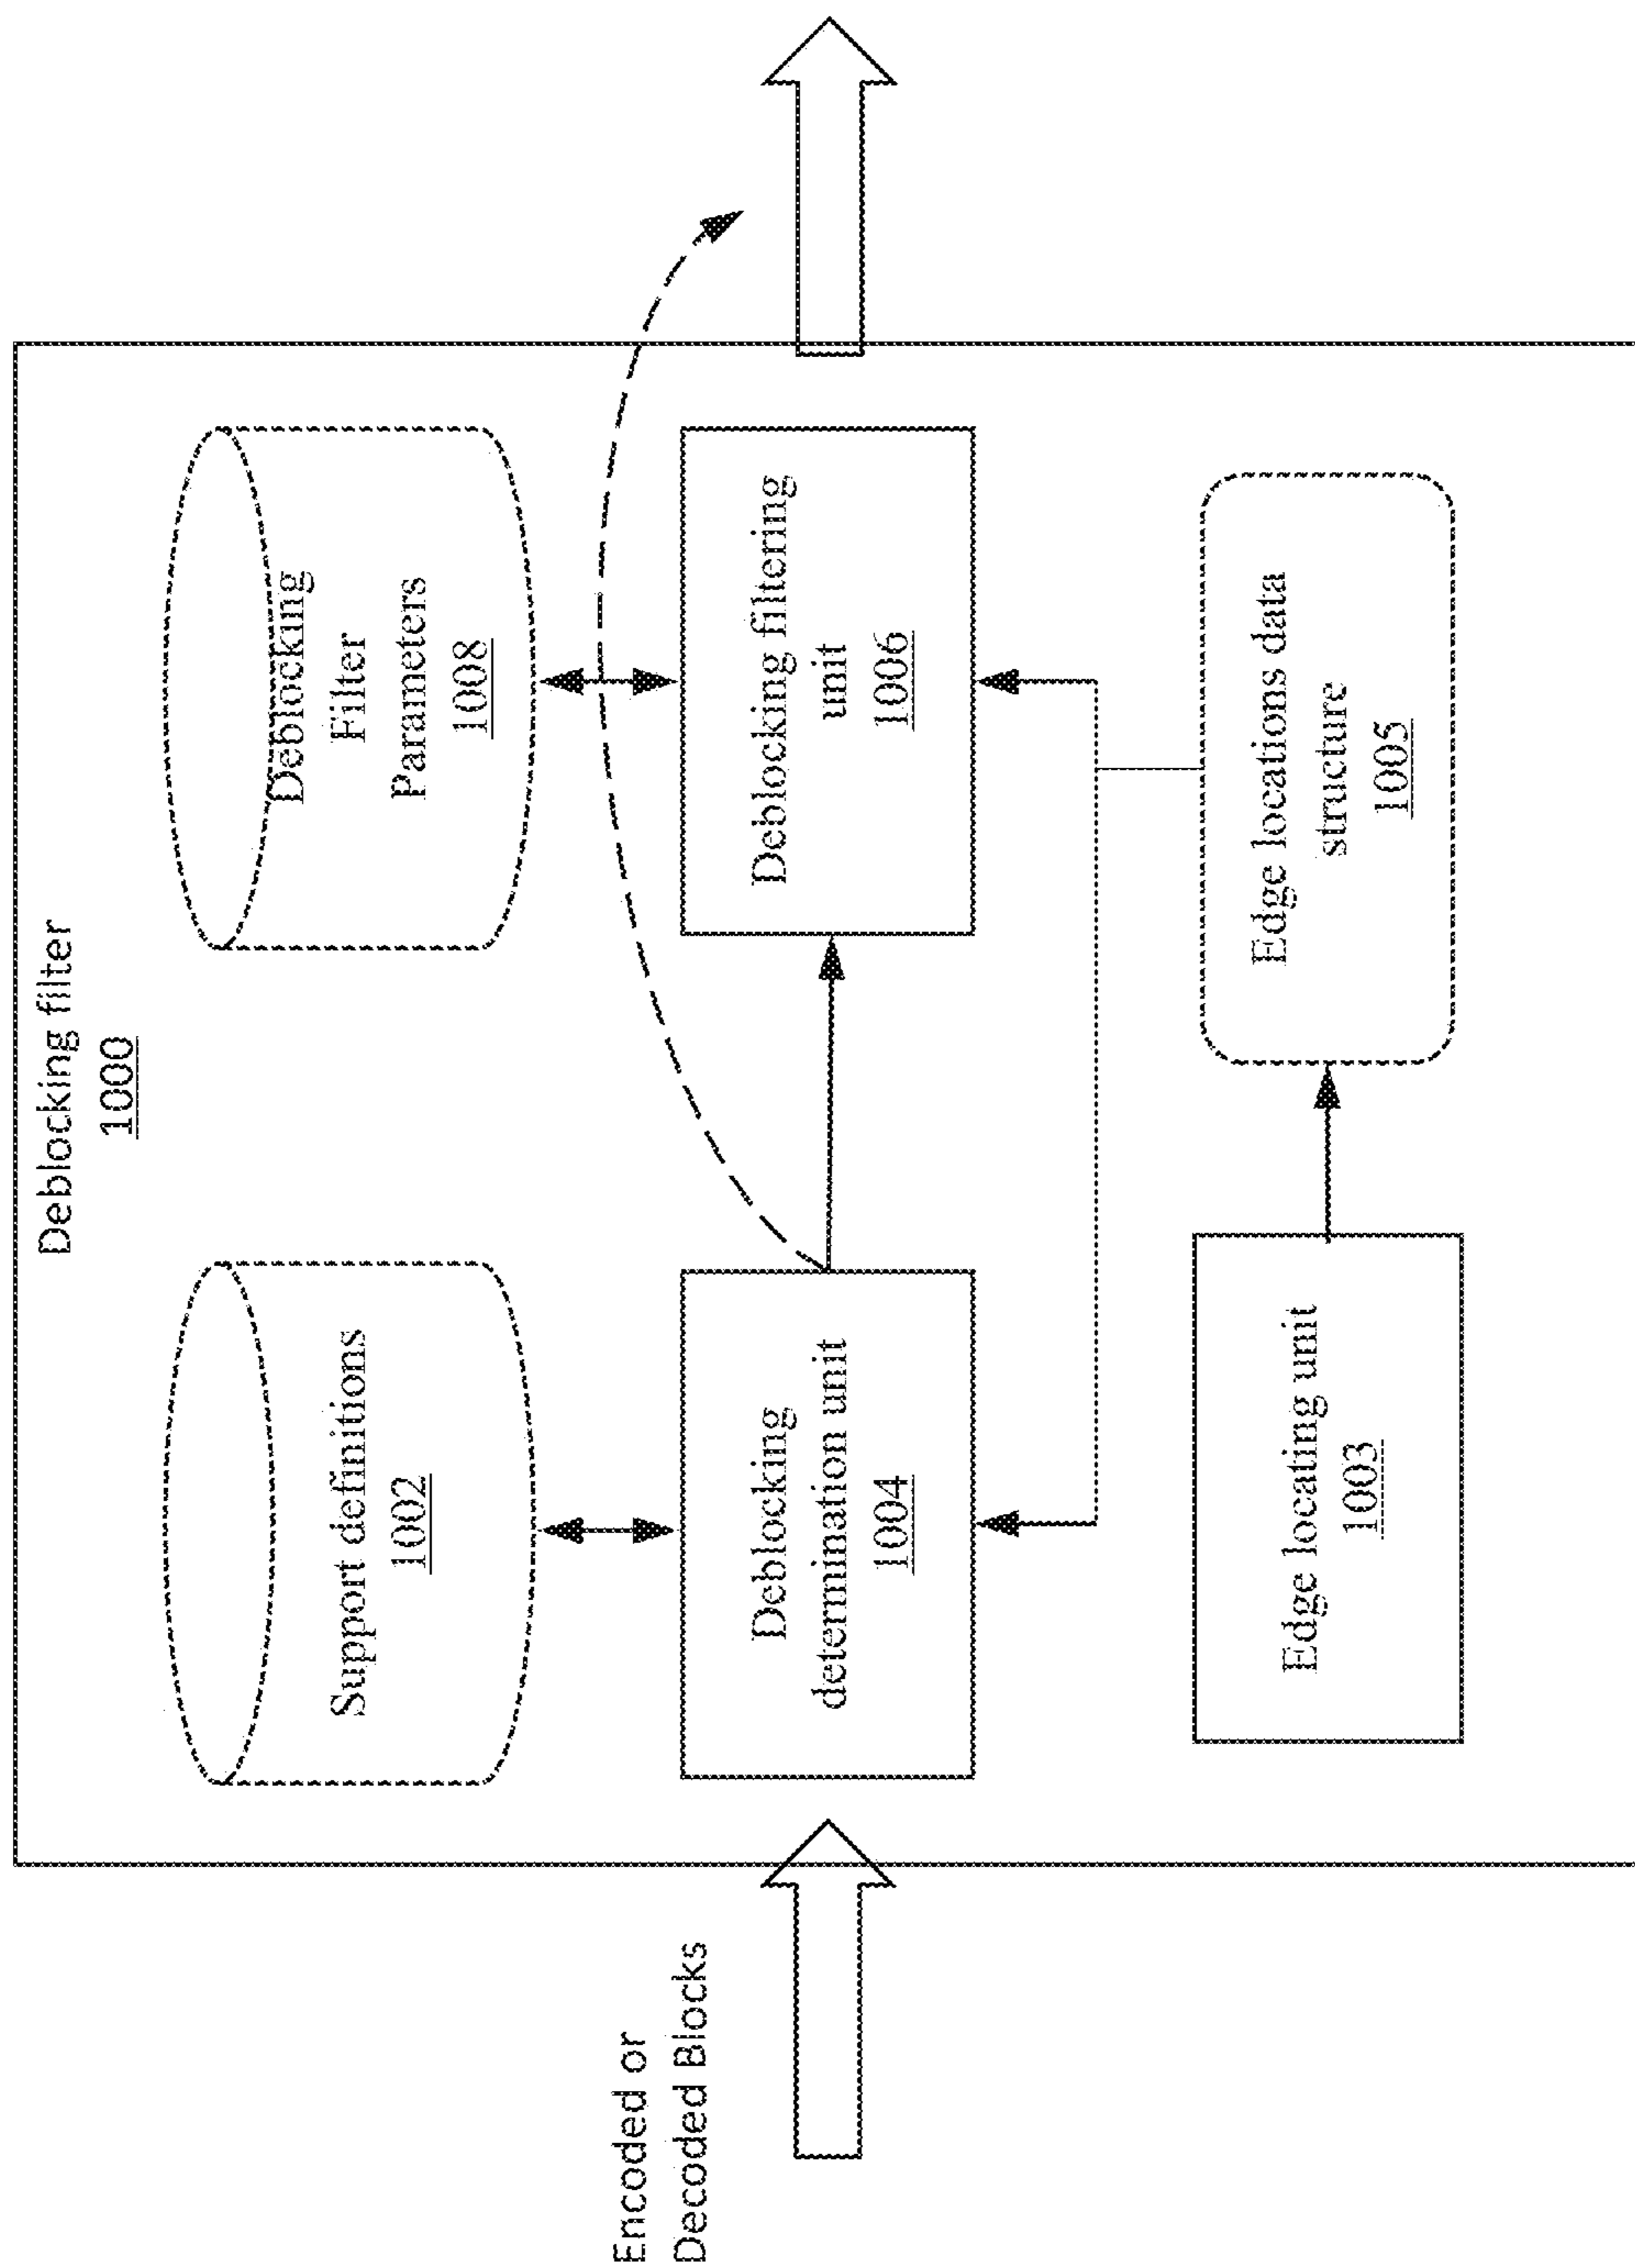 Deblocking filter
1000
Support definitions
1002
Deblocking
Filter
Parameters
1008
Encoded or
Decoded Blocks
Deblocking
determination unit
1004
Deblocking filtering
unit
1006
Edge locating unit
1003
Edge locations data
structure
1005